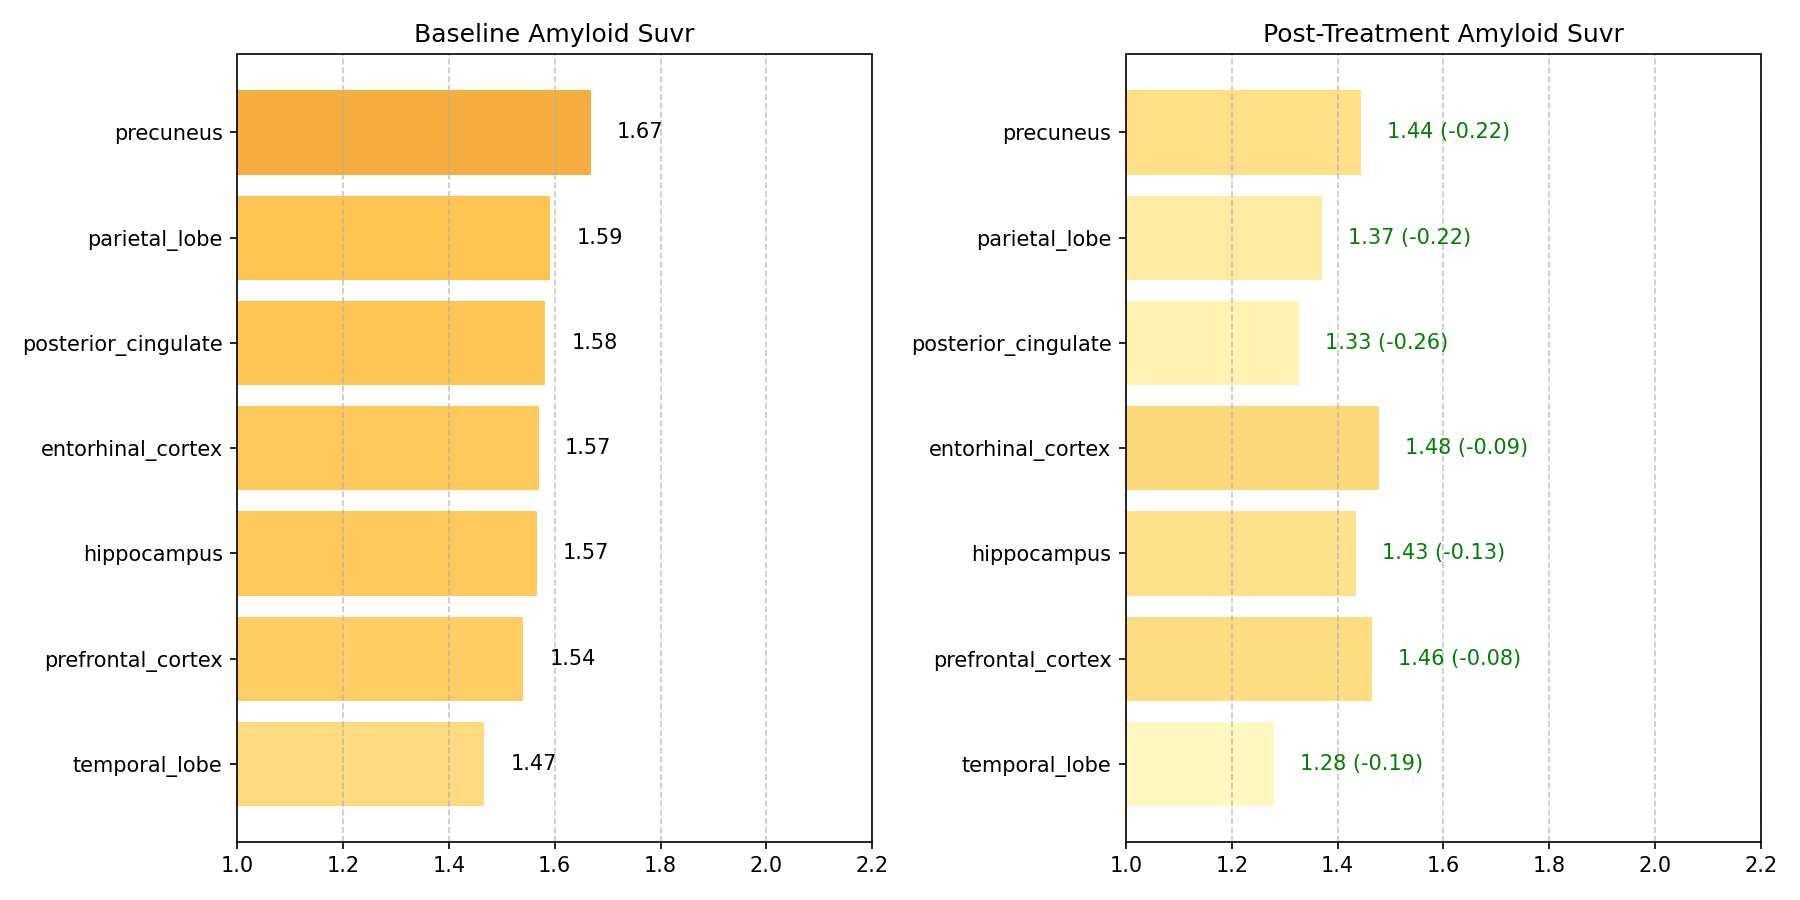 Baseline Amyloid Suvr
precuneus
1.67
parietal_lobe
1.59
posterior_cingulate
1.58
entorhinal_cortex
1.57
hippocampus
1.57
prefrontal_cortex
1.54
temporal_lobe
1.47
1.0 1.2 1.4 1.6 1.8 2.0 2.2
Post-Treatment Amyloid Suvr
precuneus
1.44 (-0.22)
parietal_lobe
1.37 (-0.22)
posterior_cingulate
1.33 (-0.26)
entorhinal_cortex
1.48 (-0.09)
hippocampus
1.43 (-0.13)
prefrontal_cortex
1.46 (-0.08)
temporal_lobe
1.28 (-0.19)
1.0 1.2 1.4 1.6 1.8 2.0 2.2